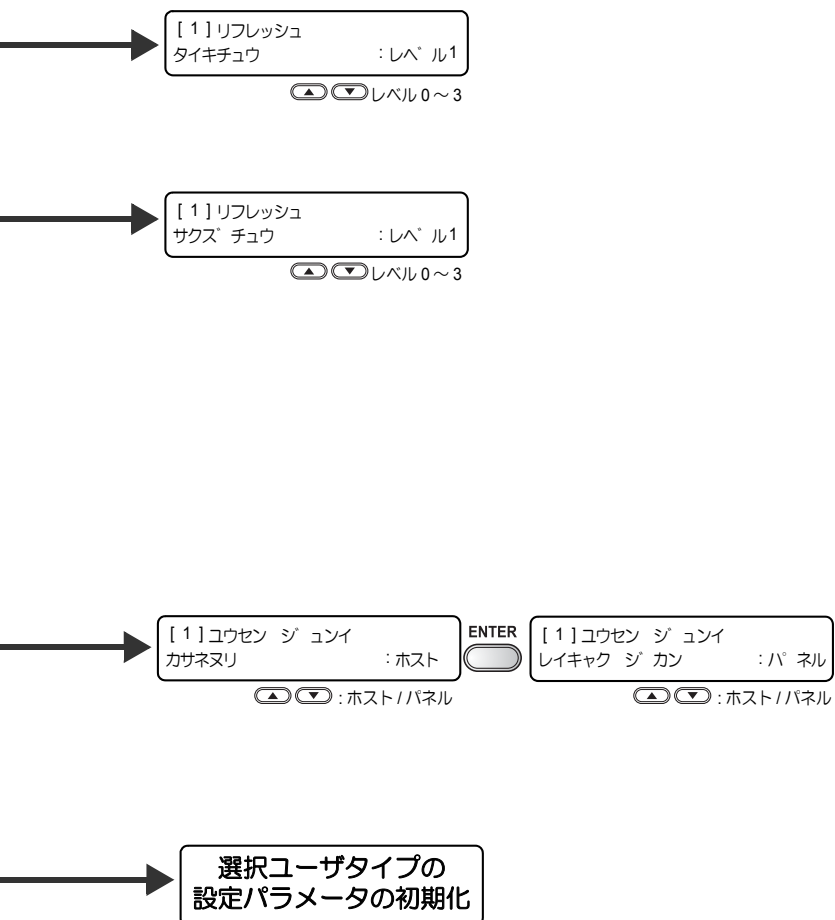 [ 1 ] リフレッシュ
タイキチュウ :レベル1
レベル 0 ～ 3
[ 1 ] リフレッシュ
サクズチュウ :レベル1
レベル 0 ～ 3
[ 1 ] ユウセン ジュンイ
カサネヌリ :ホスト
: ホスト / パネル
ENTER
[ 1 ] ユウセン ジュンイ
レイキャク ジカン :パネル
: ホスト / パネル
選択ユーザタイプの
設定パラメータの初期化